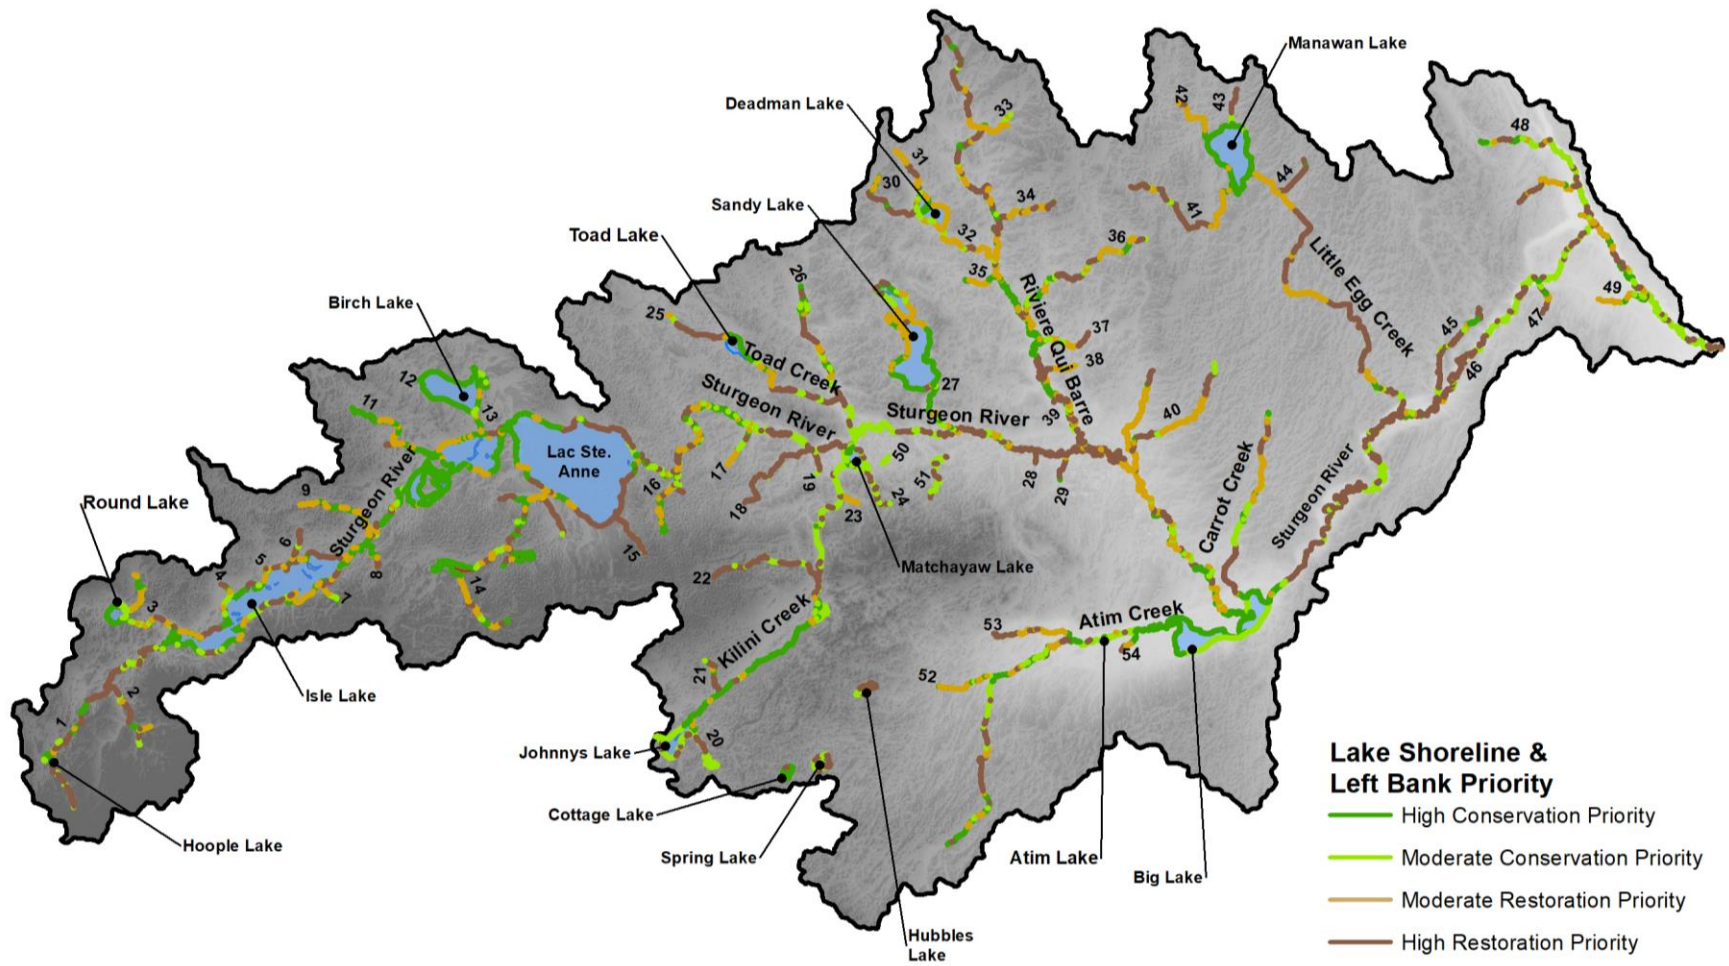 Manawan Lake
Deadman Lake
42
43
33
48
31
30
44
Sandy Lake
34
41
Toad Lake
32
36
26
35
Little Egg Creek
Birch Lake
25
Riviere Qui Barre
49
37
45
47
Toad Creek
38
46
12
Sturgeon River
27
11
13
Sturgeon River
39
40
Lac Ste.
Anne
50
Sturgeon River
17
19
28
29
51
Carrot Creek
Sturgeon River
Round Lake
9
16
18
24
23
6
5
15
Matchayaw Lake
4
8
22
14
3
7
Kilini Creek
Atim Creek
53
54
21
52
Isle Lake
2
1
20
Johnnys Lake
Lake Shoreline &
Left Bank Priority
High Conservation Priority
Cottage Lake
Hoople Lake
Spring Lake
Atim Lake
Moderate Conservation Priority
Big Lake
Moderate Restoration Priority
Hubbles
Lake
High Restoration Priority